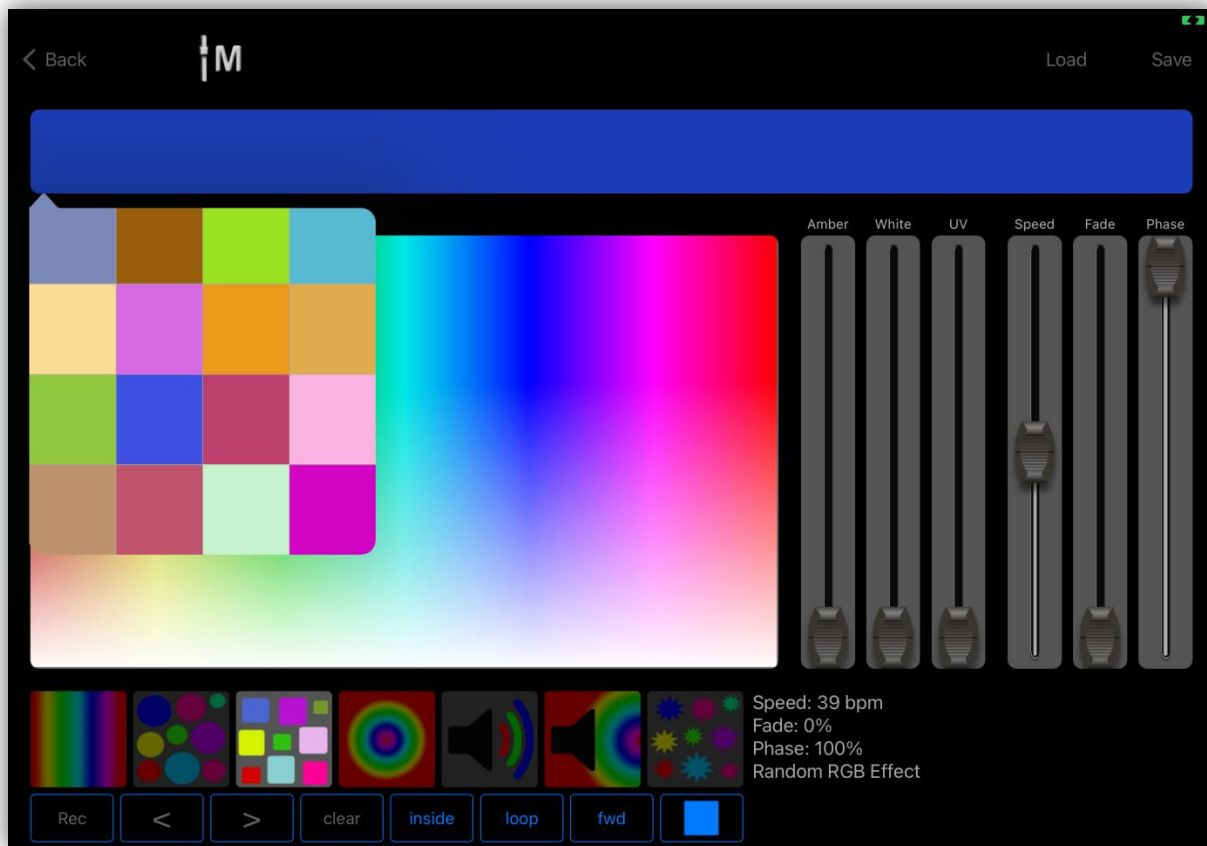 Back
M
Load
Save
Amber
White
UV
Speed
Fade
Phase
Speed: 39 bpm
Fade: 0%
Phase: 100%
Random RGB Effect
Rec
<
>
clear
inside
loop
fwd